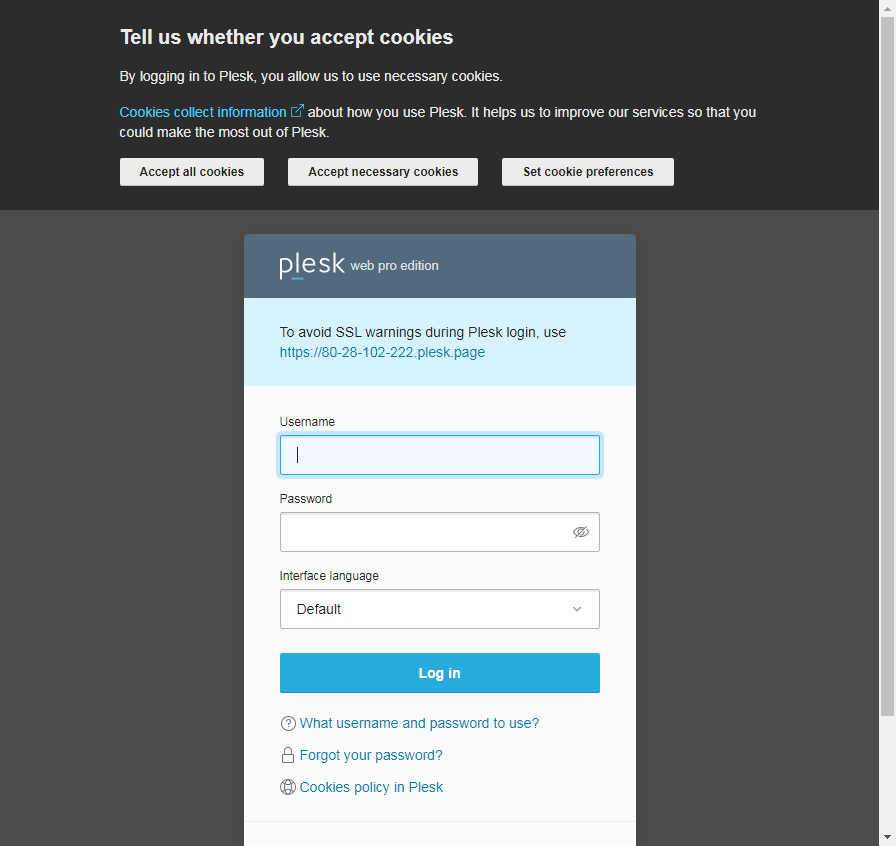 Tell us whether you accept cookies
By logging in to Plesk, you allow us to use necessary cookies.
Cookies collect information about how you use Plesk. It helps us to improve our services so that you
could make the most out of Plesk.
Accept all cookies
Accept necessary cookies
Set cookie preferences
plesk web pro edition
To avoid SSL warnings during Plesk login, use
https://80-28-102-222.plesk.page
Username
Password
Interface language
Default
Log in
What username and password to use?
Forgot your password?
Cookies policy in Plesk